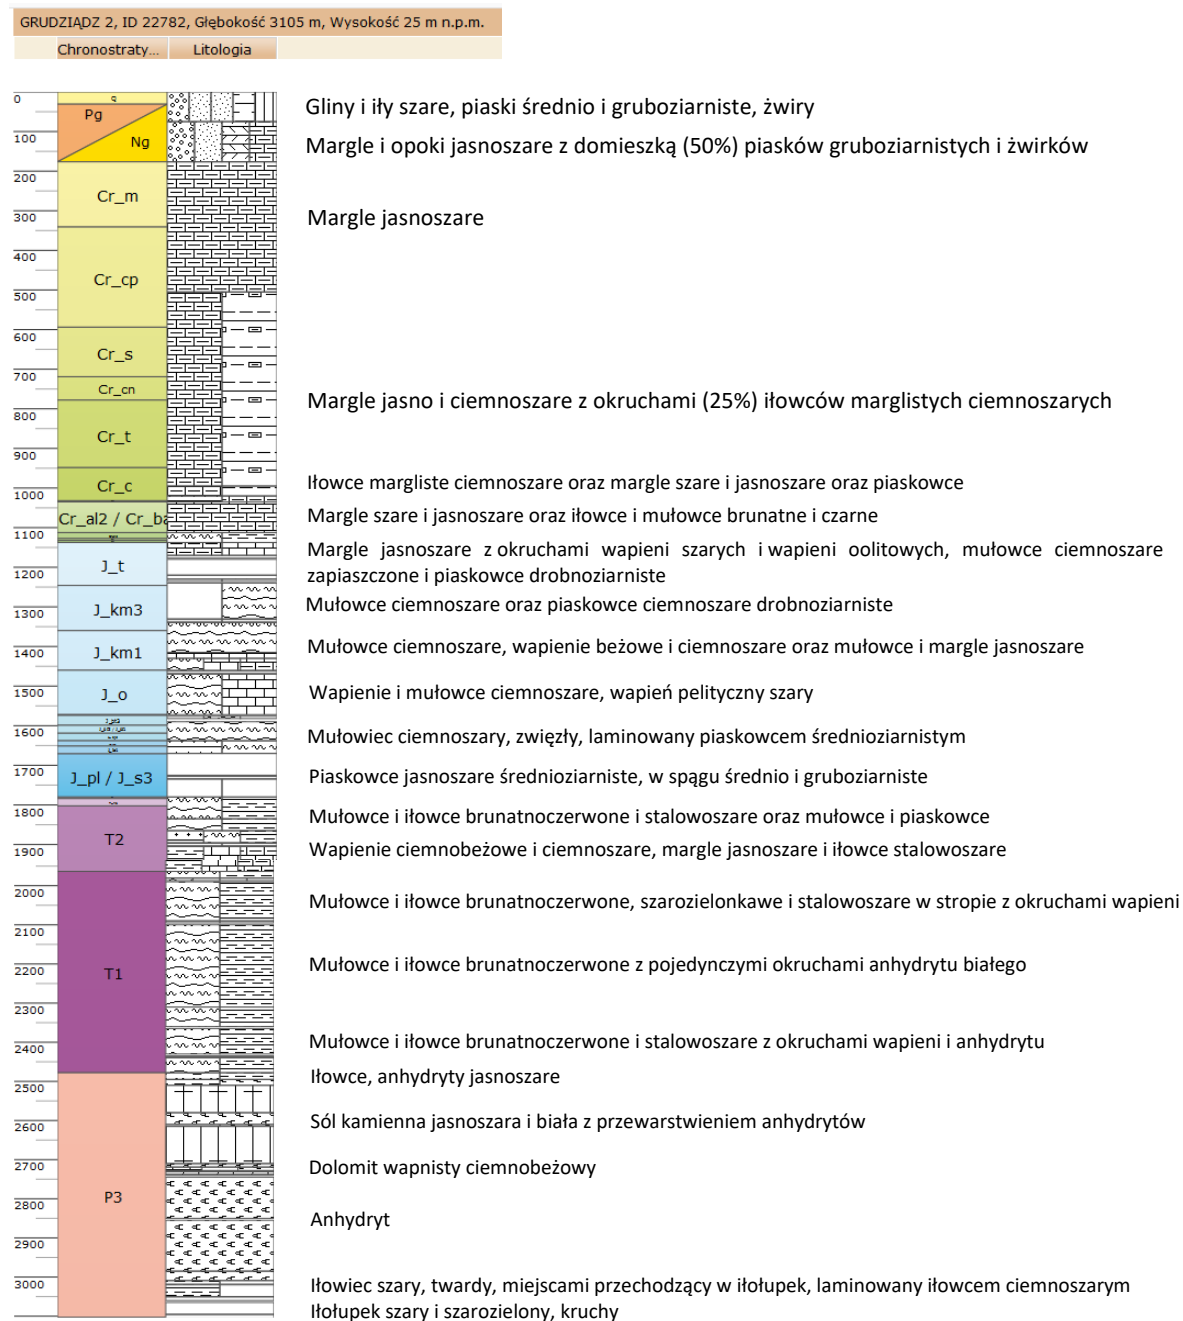 GRUDZIĄDZ 2, ID 22782, Głębokość 3105 m, Wysokość 25 m n.p.m.
Chronostraty... Litologia
0 Q Gliny i iły szare, piaski średnio i gruboziarniste, żwiry
Pg
100 Ng Margle i opoki jasnoszare z domieszką (50%) piasków gruboziarnistych i żwirków
200 Cr_m
300 Margle jasnoszare
400
Cr_cp
500
600
Cr_s
700
Cr_cn Margle jasno i ciemnoszare z okruchami (25%) iłowców marglistych ciemnoszarych
800
Cr_t
900
Cr_c Iłowce margliste ciemnoszare oraz margle szare i jasnoszare oraz piaskowce
1000
Cr_al2 / Cr_ba Margle szare i jasnoszare oraz iłowce i mułowce brunatne i czarne
1100
J_t Margle jasnoszare z okruchami wapieni szarych i wapieni oolitowych, mułowce ciemnoszare
1200 zapiaszczone i piaskowce drobnoziarniste
1300 J_km3 Mułowce ciemnoszare oraz piaskowce ciemnoszare drobnoziarniste
1400 J_km1 Mułowce ciemnoszare, wapienie beżowe i ciemnoszare oraz mułowce i margle jasnoszare
1500 J_o Wapienie i mułowce ciemnoszare, wapień pelityczny szary
1600 Mułowiec ciemnoszary, zwięzły, laminowany piaskowcem średnioziarnistym
1700 J_pl / J_s3 Piaskowce jasnoszare średnioziarniste, w spągu średnio i gruboziarniste
1800 Mułowce i iłowce brunatnoczerwone i stalowoszare oraz mułowce i piaskowce
T2
1900 Wapienie ciemnobeżowe i ciemnoszare, margle jasnoszare i iłowce stalowoszare
2000 Mułowce i iłowce brunatnoczerwone, szarozielonkawe i stalowoszare w stropie z okruchami wapieni
2100
2200 T1 Mułowce i iłowce brunatnoczerwone z pojedynczymi okruchami anhydrytu białego
2300
2400 Mułowce i iłowce brunatnoczerwone i stalowoszare z okruchami wapieni i anhydrytu
2500 Iłowce, anhydryty jasnoszare
2600 Sól kamienna jasnoszara i biała z przewarstwieniem anhydrytów
2700 Dolomit wapnisty ciemnobeżowy
P3
2800 Anhydryt
2900
3000 Iłowiec szary, twardy, miejscami przechodzący w iłołupek, laminowany iłowcem ciemnoszarym
Iłołupek szary i szarozielony, kruchy